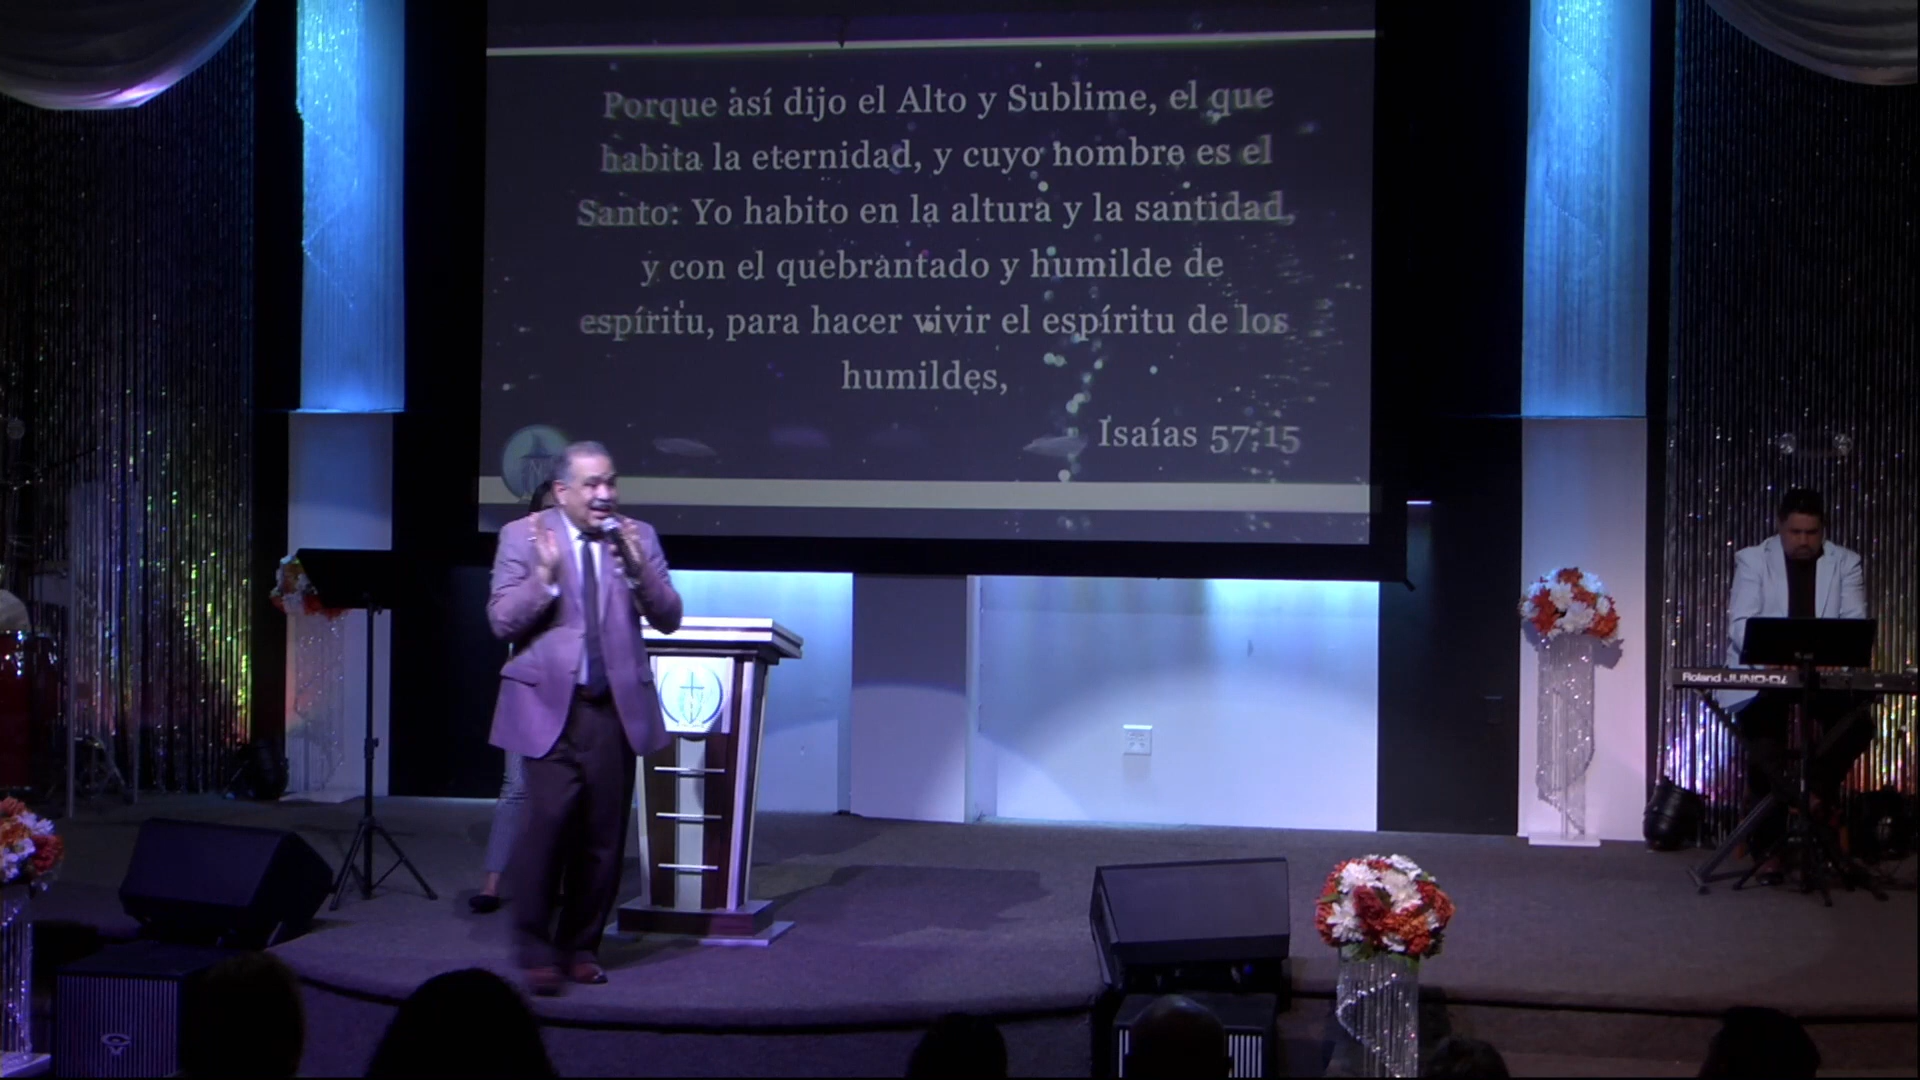 Porque así dijo el Alto y Sublime, el que
habita la eternidad, y cuyo nombre es el
Santo: Yo habito en la altura y la santidad,
y con el quebrantado y humilde de
espíritu, para hacer vivir el espíritu de los
humildes,
Isaías 57:15
Roland JUNO-Di